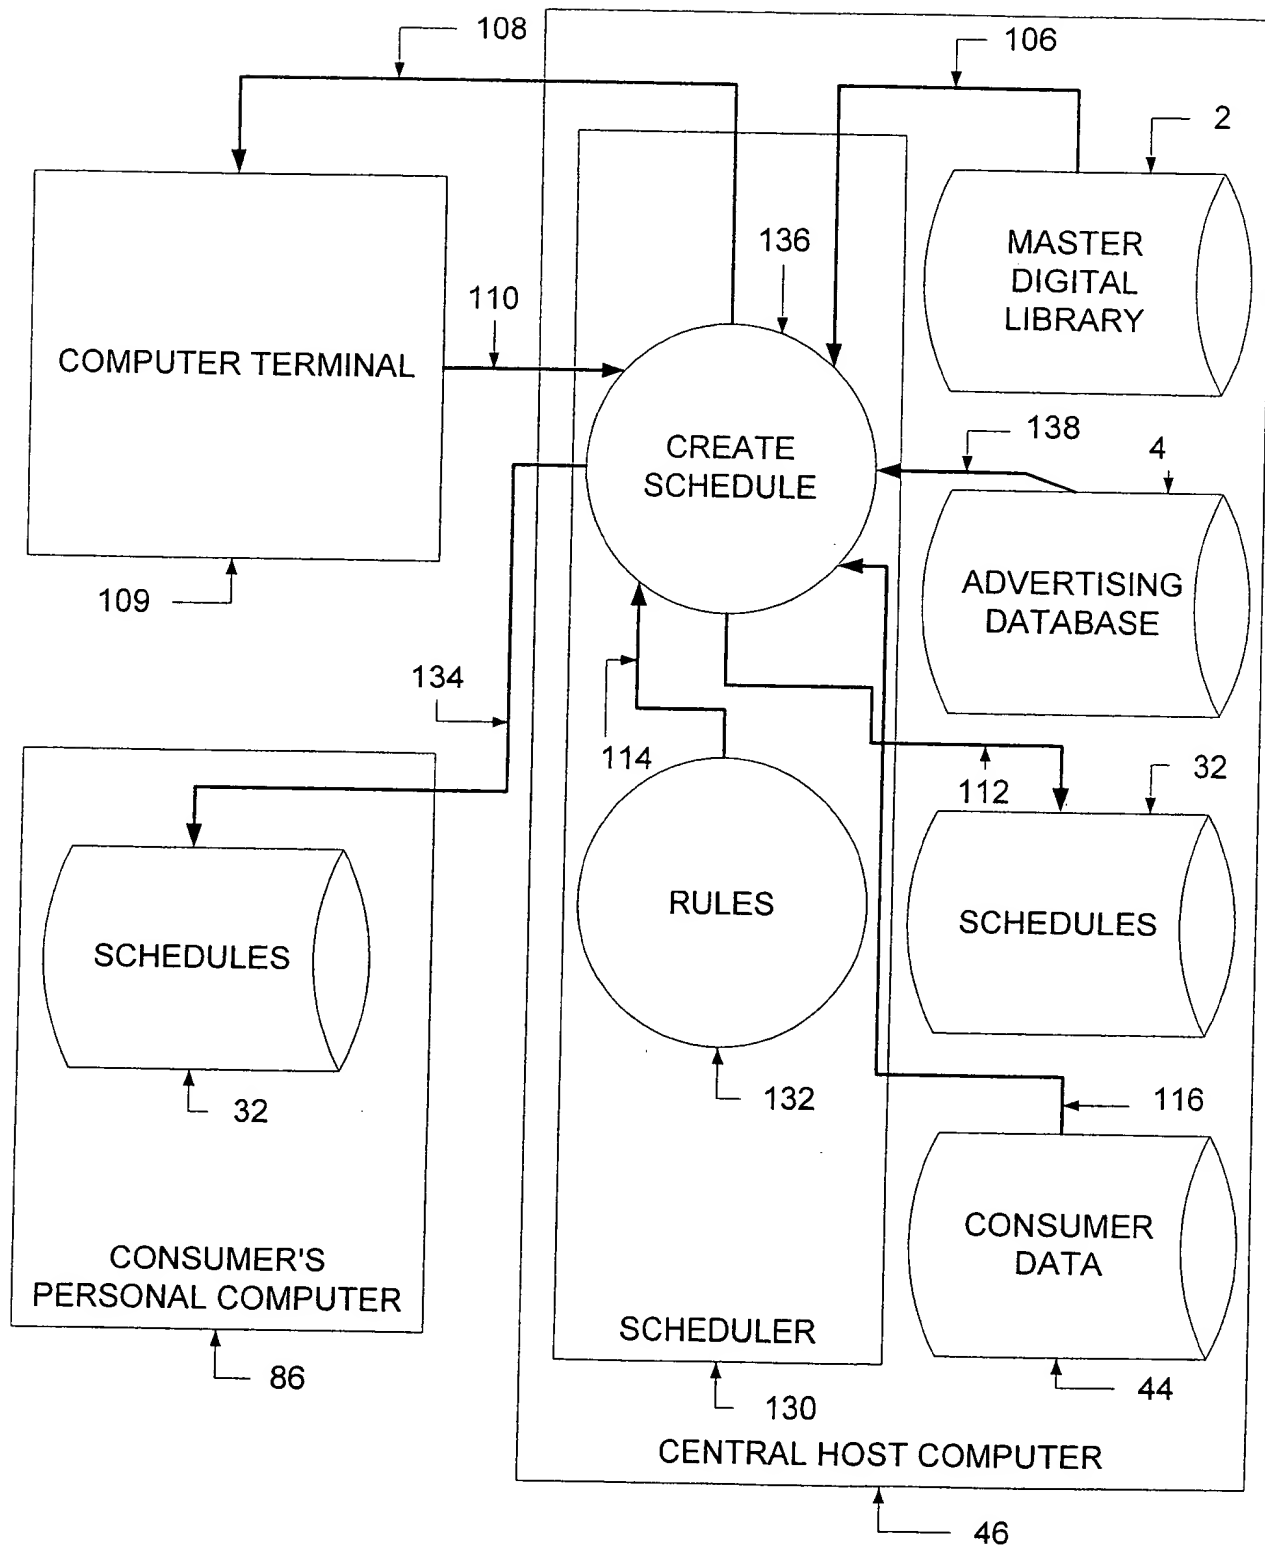 108
106
2
MASTER
DIGITAL
LIBRARY
136
110
COMPUTER TERMINAL
CREATE
SCHEDULE
138
4
ADVERTISING
DATABASE
109
134
114
112
32
SCHEDULES
RULES
SCHEDULES
32
132
116
CONSUMER
DATA
CONSUMER'S
PERSONAL COMPUTER
SCHEDULER
86
130
44
CENTRAL HOST COMPUTER
46